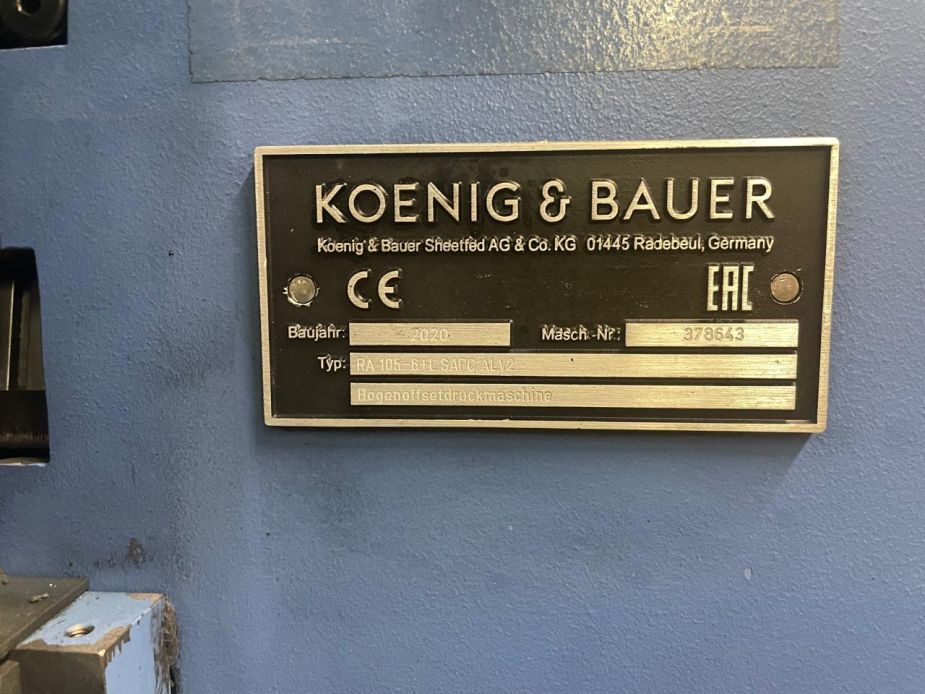 KOENIG & BAUER
Koenig & Bauer Sheetfed AG & Co. KG 01445 Radebeul, Germany
CE EAC
Baujahr: 2020 Masch.-Nr.: 378643
Typ: RA 105-6+L SAFC ALV2
Bogenoffsetdruckmaschine